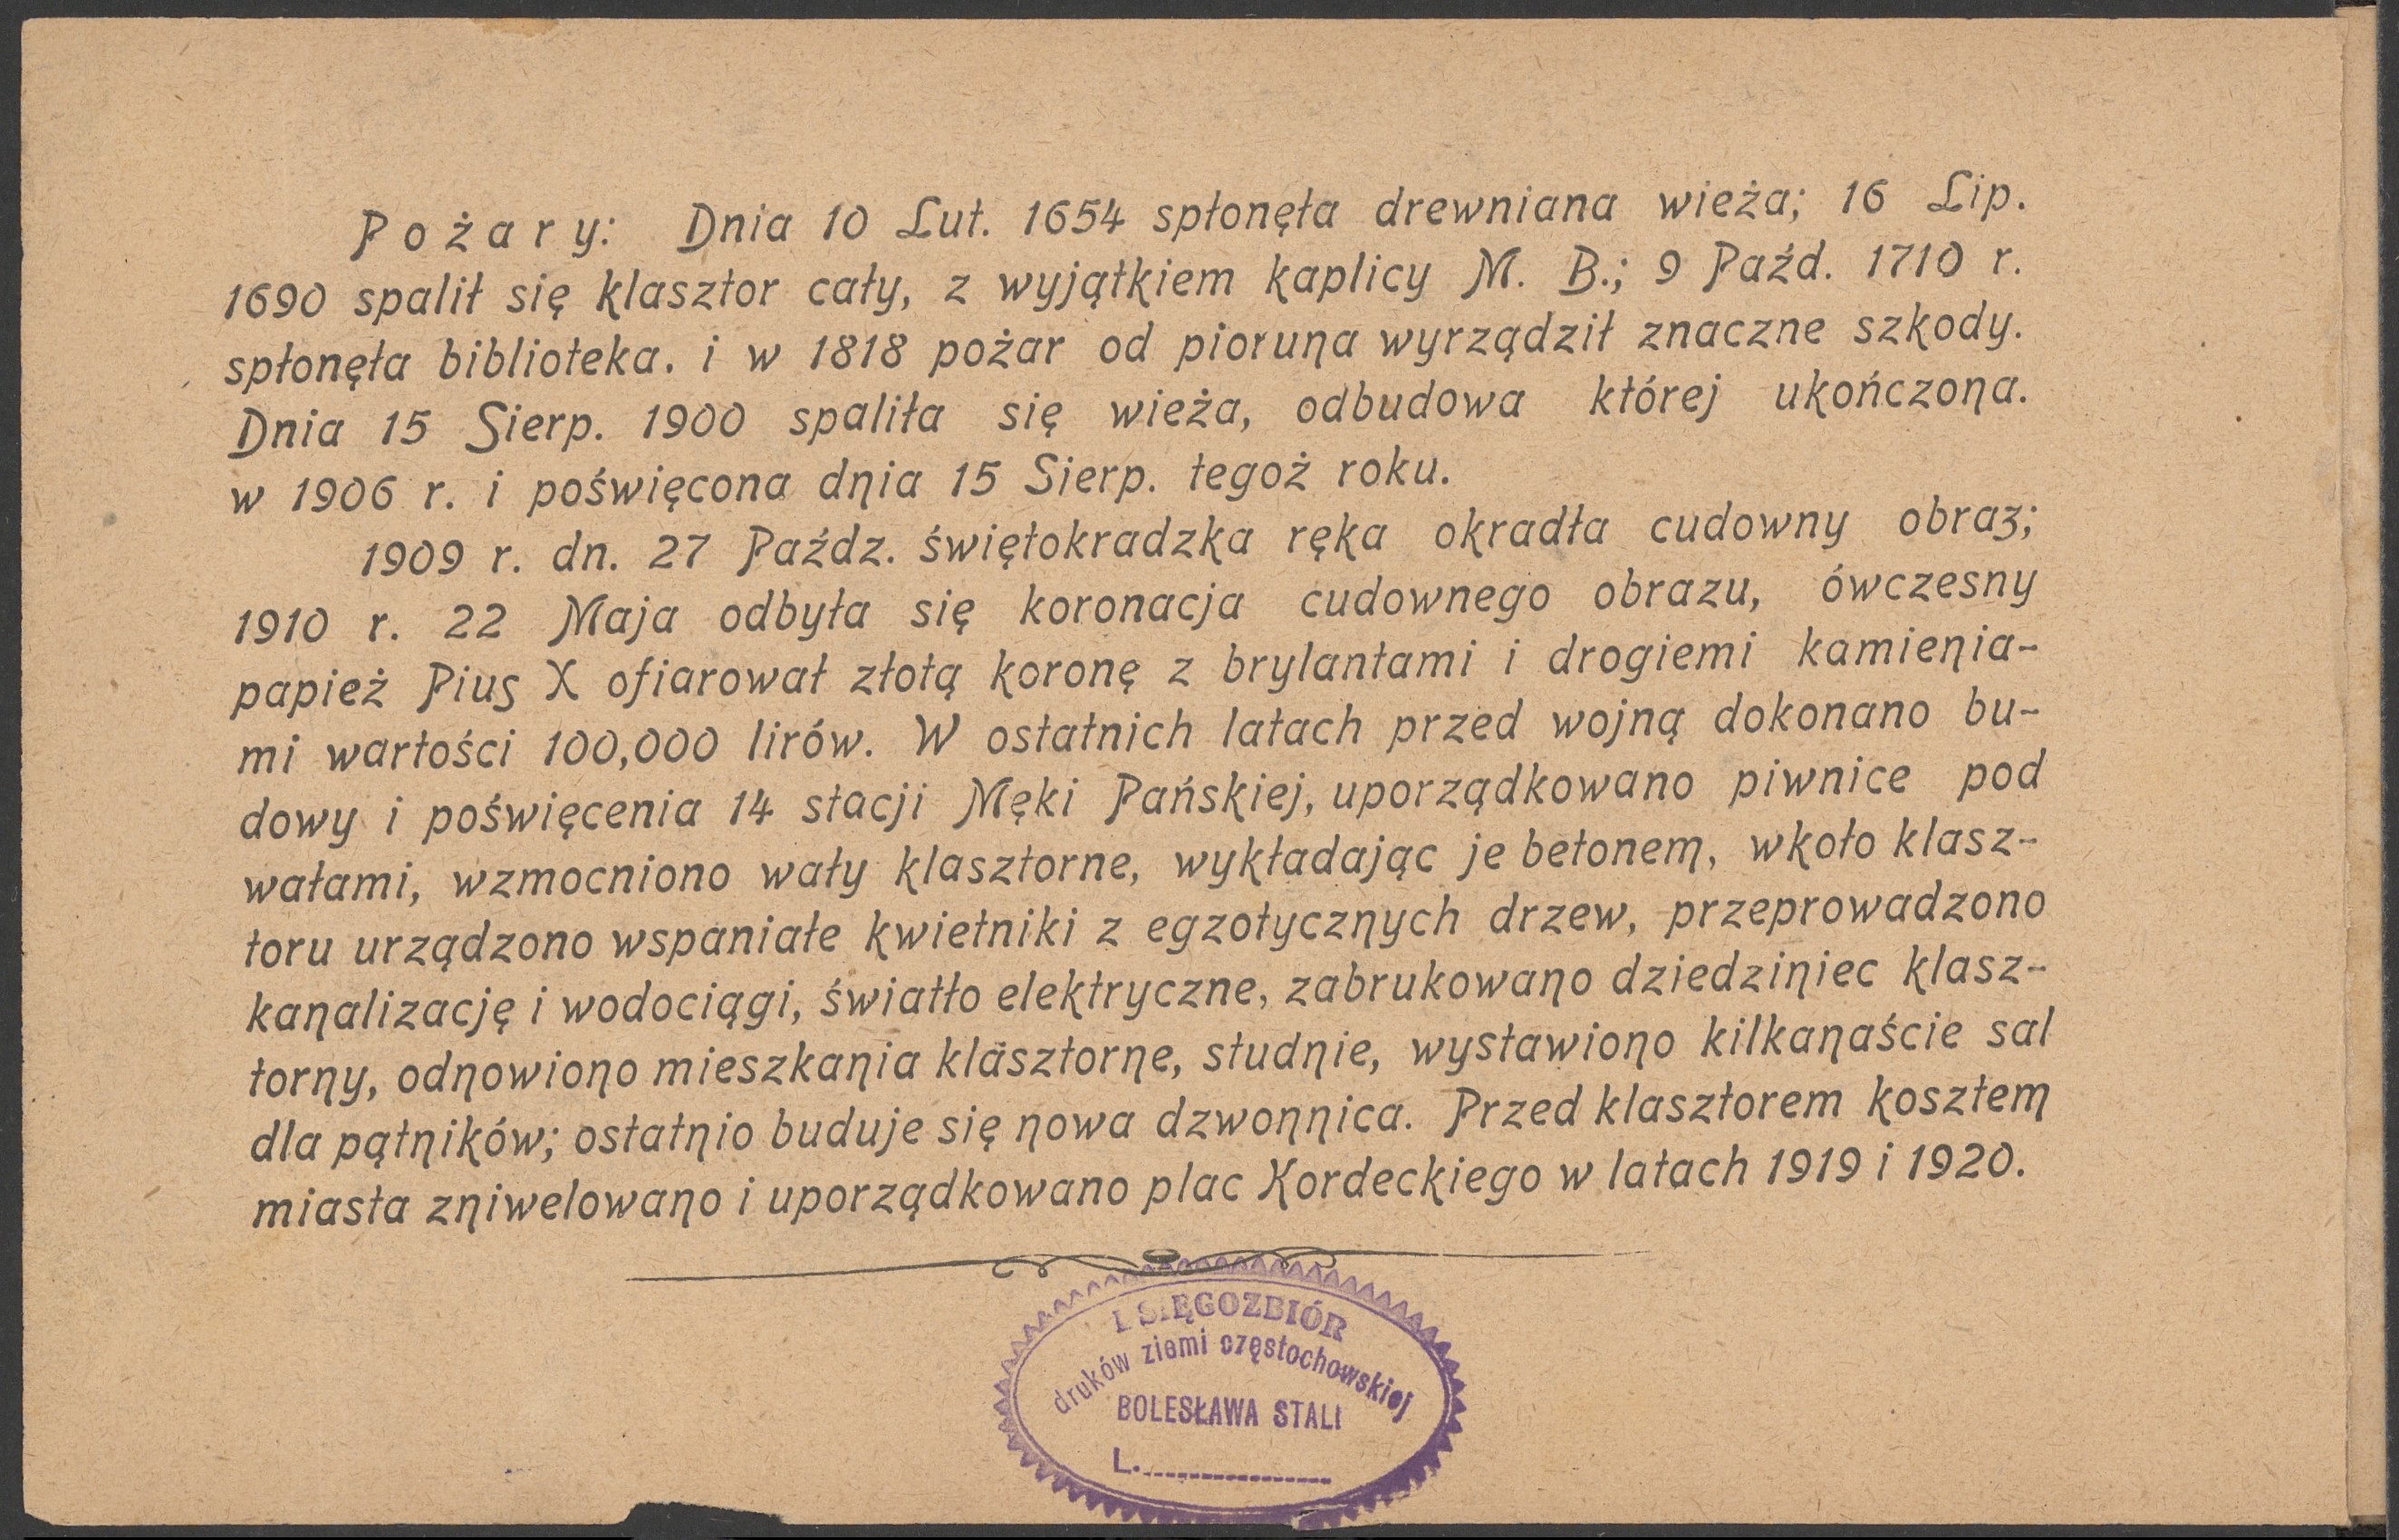 Pożary: Dnia 10 Lut. 1654 spłonęła drewniana wieża; 16 Lip.
1690 spalił się klasztor cały, z wyjątkiem kaplicy M. B.; 9 Paźd. 1710 r.
spłonęła biblioteka. i w 1818 pożar od pioruna wyrządził znaczne szkody.
Dnia 15 Sierp. 1900 spaliła się wieża, odbudowa której ukończona.
w 1906 r. i poświęcona dnia 15 Sierp. tegoż roku.
1909 r. dn. 27 Paźdz. świętokradzka ręka okradła cudowny obraz;
1910 r. 22 Maja odbyła się koronacja cudownego obrazu, ówczesny
papież Pius X ofiarował złotą koronę z brylantami i drogiemi kamienia-
mi wartości 100,000 lirów. W ostatnich latach przed wojną dokonano bu-
dowy i poświęcenia 14 stacji Męki Pańskiej, uporządkowano piwnice pod
wałami, wzmocniono wały klasztorne, wykładając je betonem, wkoło klasz-
toru urządzono wspaniałe kwietniki z egzotycznych drzew, przeprowadzono
kanalizację i wodociągi, światło elektryczne, zabrukowano dziedziniec klasz-
torny, odnowiono mieszkania klasztorne, studnie, wystawiono kilkanaście sal
dla pątników; ostatnio buduje się nowa dzwonnica. Przed klasztorem kosztem
miasta zniwelowano i uporządkowano plac Kordeckiego w latach 1919 i 1920.
KSIĘGOZBIÓR
druków ziemi częstochowskiej
BOLESŁAWA STALI
L.